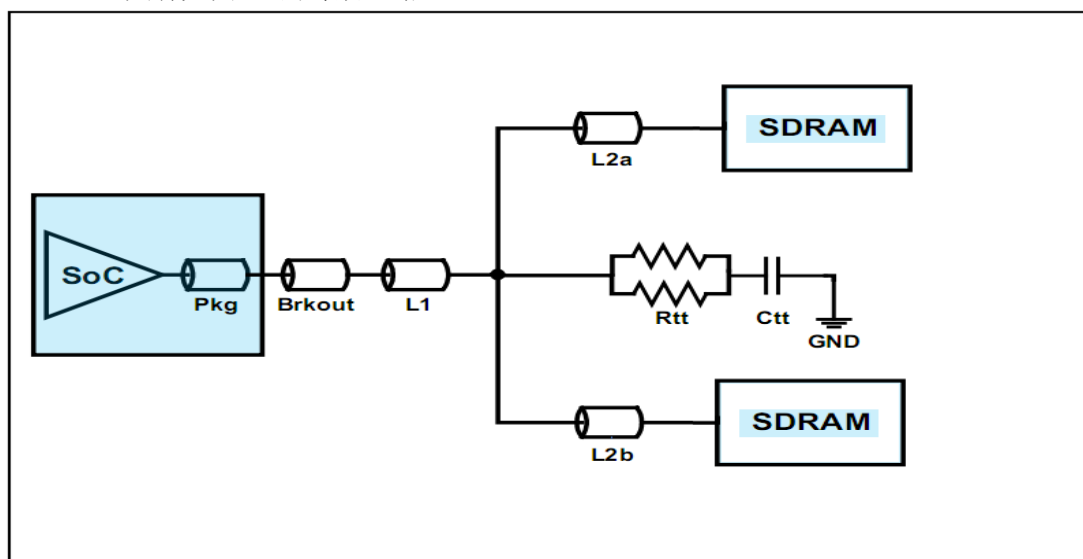 SDRAM
L2a
SoC
Pkg
Brkout
L1
Rtt
Ctt
GND
SDRAM
L2b